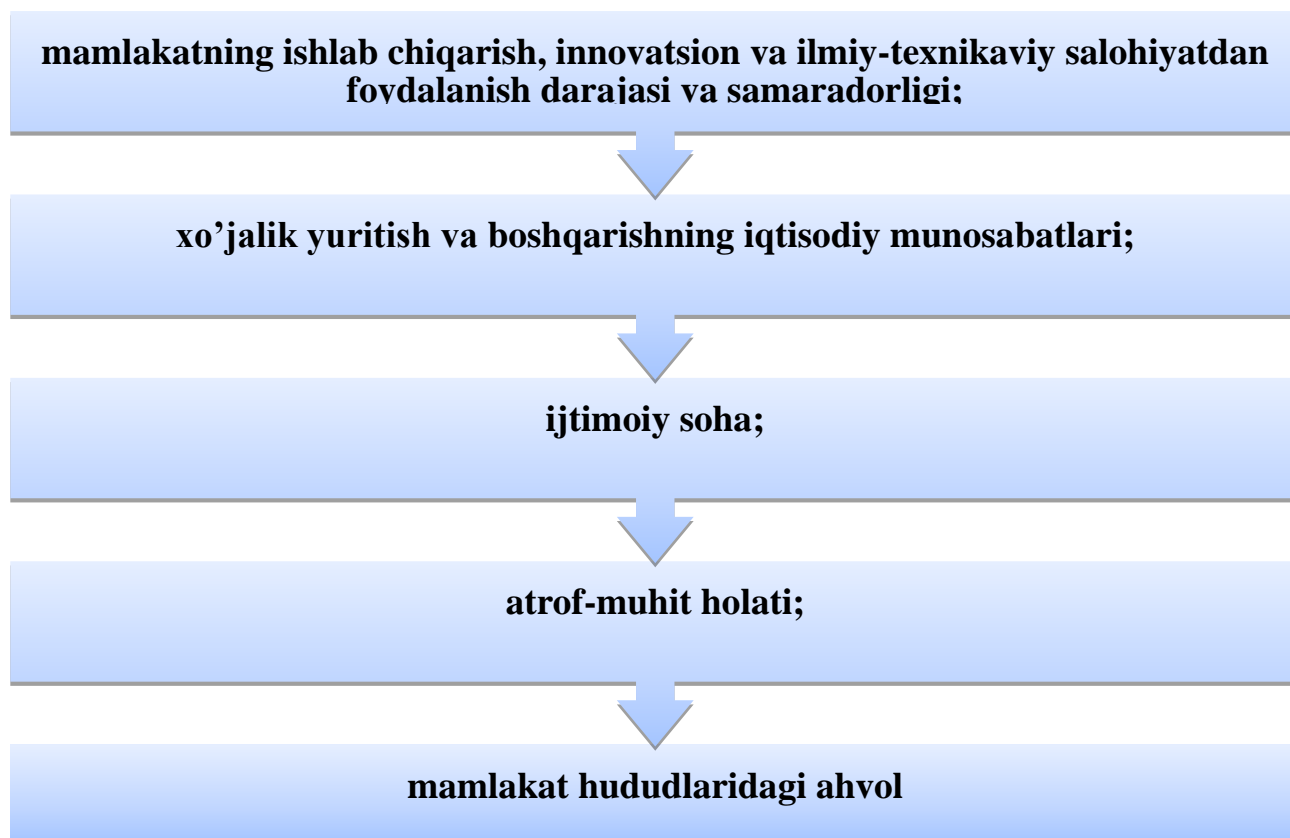 mamlakatning ishlab chiqarish, innovatsion va ilmiy-texnikaviy salohiyatdan
foydalanish darajasi va samaradorligi;
xo’jalik yuritish va boshqarishning iqtisodiy munosabatlari;
ijtimoiy soha;
atrof-muhit holati;
mamlakat hududlaridagi ahvol